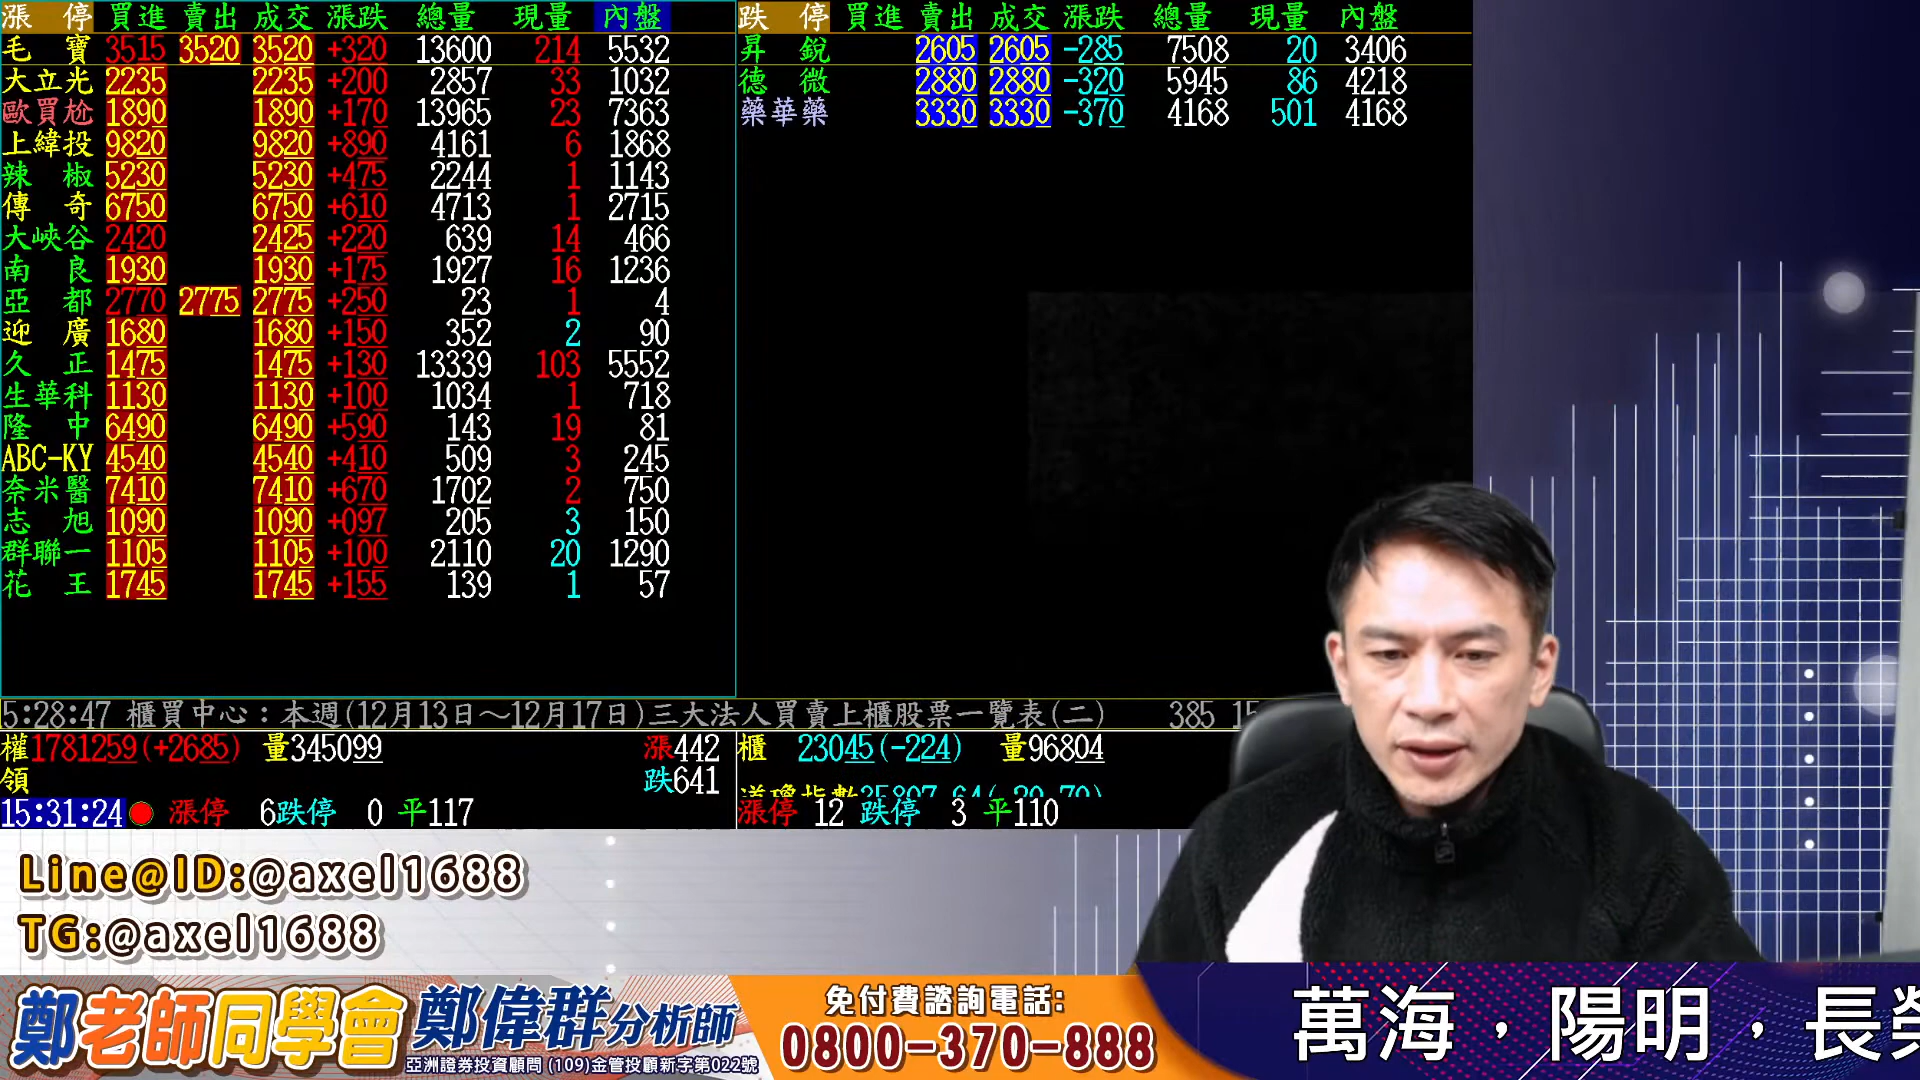 漲停 買進 賣出 成交 漲跌 總量 現量 內盤
毛寶 3515 3520 3520 +320 13600 214 5532
大立光 2235 2235 +200 2857 33 1032
歐買尬 1890 1890 +170 13965 23 7363
上緯投 9820 9820 +890 4161 6 1868
辣椒 5230 5230 +475 2244 1 1143
傳奇 6750 6750 +610 4713 1 2715
大峽谷 2420 2425 +220 639 14 466
南良 1930 1930 +175 1927 16 1236
亞都 2770 2775 2775 +250 23 1 4
迎廣 1680 1680 +150 352 2 90
久正 1475 1475 +130 13339 103 5552
生華科 1130 1130 +100 1034 1 718
隆中 6490 6490 +590 143 19 81
ABC-KY 4540 4540 +410 509 3 245
奈米醫 7410 7410 +670 1702 2 750
志旭 1090 1090 +097 205 3 150
群聯一 1105 1105 +100 2110 20 1290
花王 1745 1745 +155 139 1 57
跌停 買進 賣出 成交 漲跌 總量 現量 內盤
昇銳 2605 2605 -285 7508 20 3406
德微 2880 2880 -320 5945 86 4218
藥華藥 3330 3330 -370 4168 501 4168
5:28:47 櫃買中心：本週(12月13日～12月17日)三大法人買賣上櫃股票一覽表(二) 385 15
權1781259(+2685) 量345099 漲442
領 跌641
15:31:24 漲停 6跌停 0 平117
櫃 23045(-224) 量96804
漲停 12 跌停 3 平110
Line@ID:@axel1688
TG:@axel1688
鄭老師同學會 鄭偉群分析師
亞洲證券投資顧問 (109)金管投顧新字第022號
免付費諮詢電話:
0800-370-888
萬海，陽明，長榮